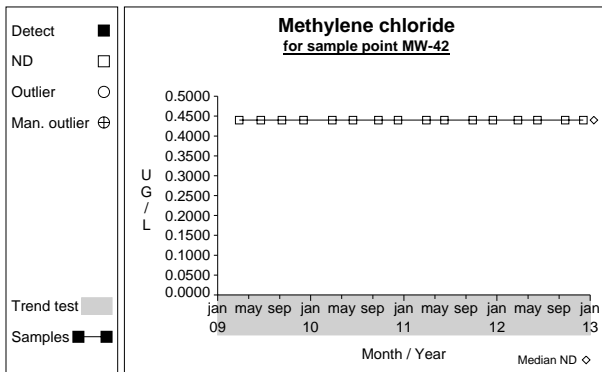 Detect
ND
Outlier
Man. outlier
Trend test
Samples
Methylene chloride
for sample point MW-42
U
G
/
L
0.5000
0.4500
0.4000
0.3500
0.3000
0.2500
0.2000
0.1500
0.1000
0.0500
0.0000
jan may sep jan may sep jan may sep jan may sep jan
09 10 11 12 13
Month / Year
Median ND